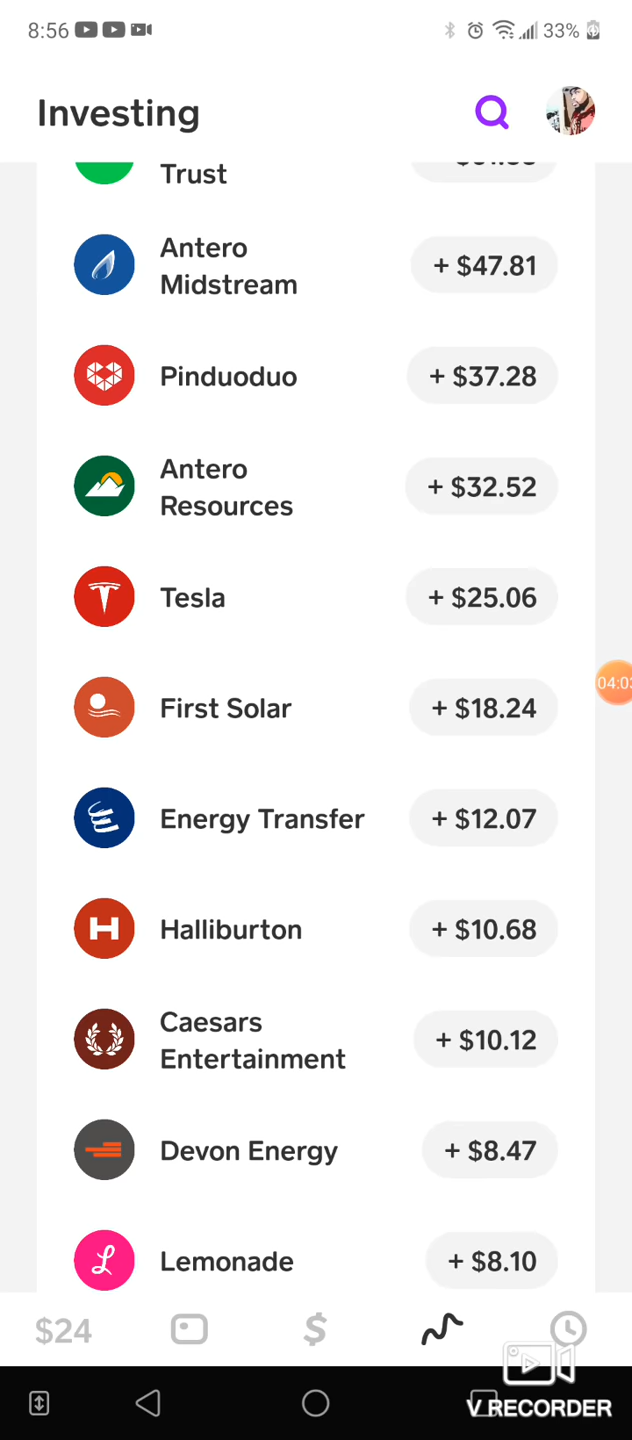 8:56
33%
Investing
Trust
Antero
Midstream
+ $47.81
Pinduoduo
+ $37.28
Antero
Resources
+ $32.52
Tesla
+ $25.06
First Solar
+ $18.24
Energy Transfer
+ $12.07
Halliburton
+ $10.68
Caesars
Entertainment
+ $10.12
Devon Energy
+ $8.47
Lemonade
+ $8.10
$24
V RECORDER